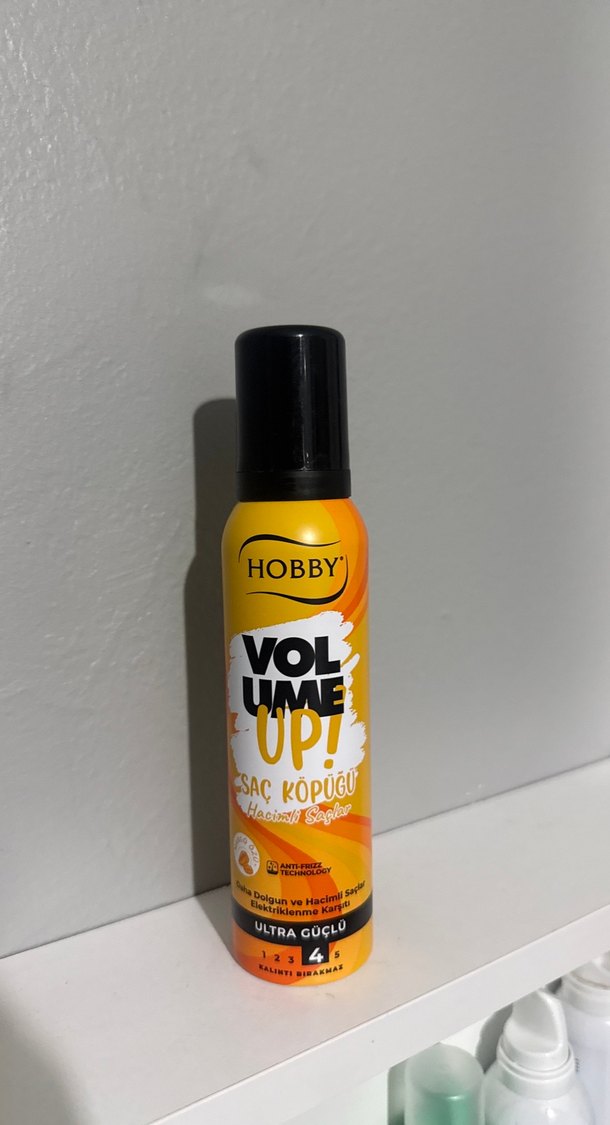 HOBBY®
VOL
UME
UP!
SAÇ KÖPÜĞÜ
Hacimli Saçlar
ANTI-FRIZZ
TECHNOLOGY
Daha Dolgun ve Hacimli Saçlar
Elektriklenme Karşıtı
ULTRA GÜÇLÜ
1 2 3 4 5
KALINTI BIRAKMAZ